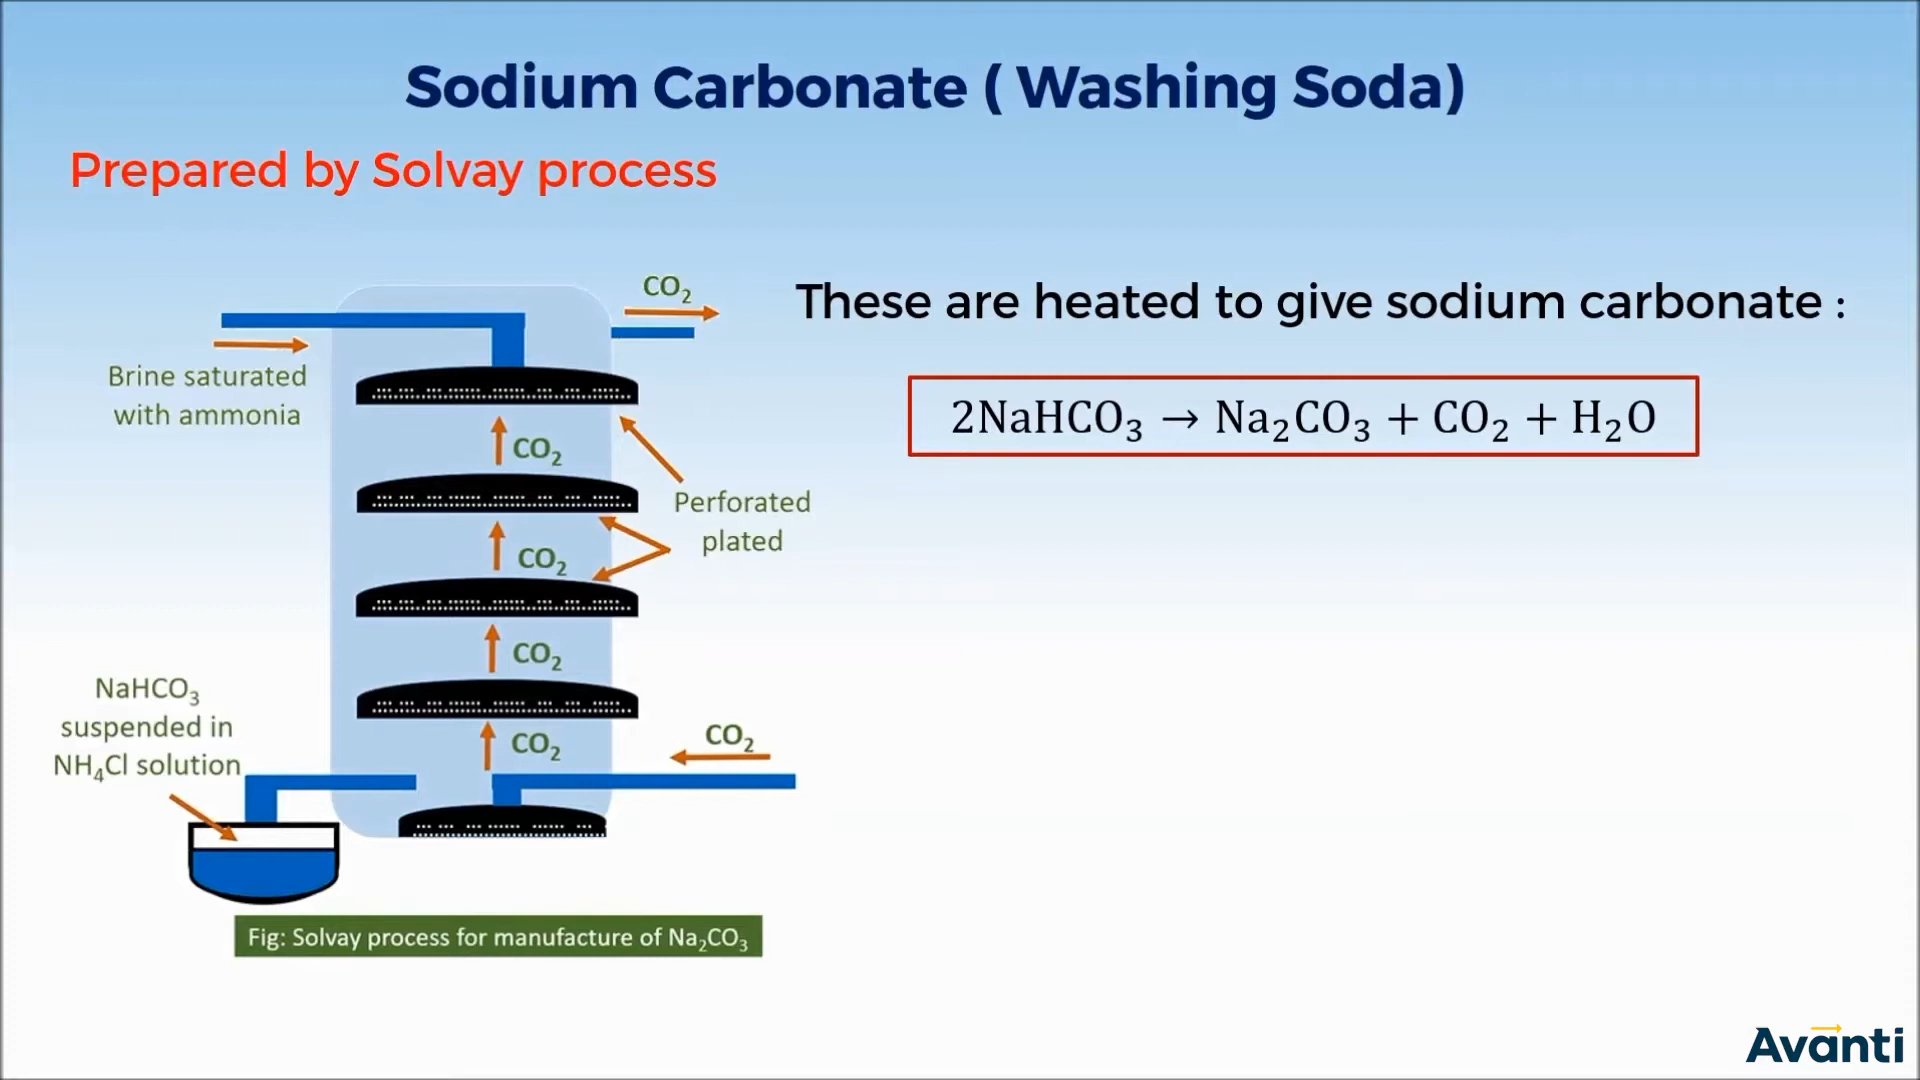 Sodium Carbonate ( Washing Soda)
Prepared by Solvay process
CO₂
These are heated to give sodium carbonate :
Brine saturated
with ammonia
2NaHCO₃ → Na₂CO₃ + CO₂ + H₂O
CO₂
Perforated
plated
CO₂
CO₂
NaHCO₃
suspended in
NH₄Cl solution
CO₂
CO₂
Fig: Solvay process for manufacture of Na₂CO₃
Avanti